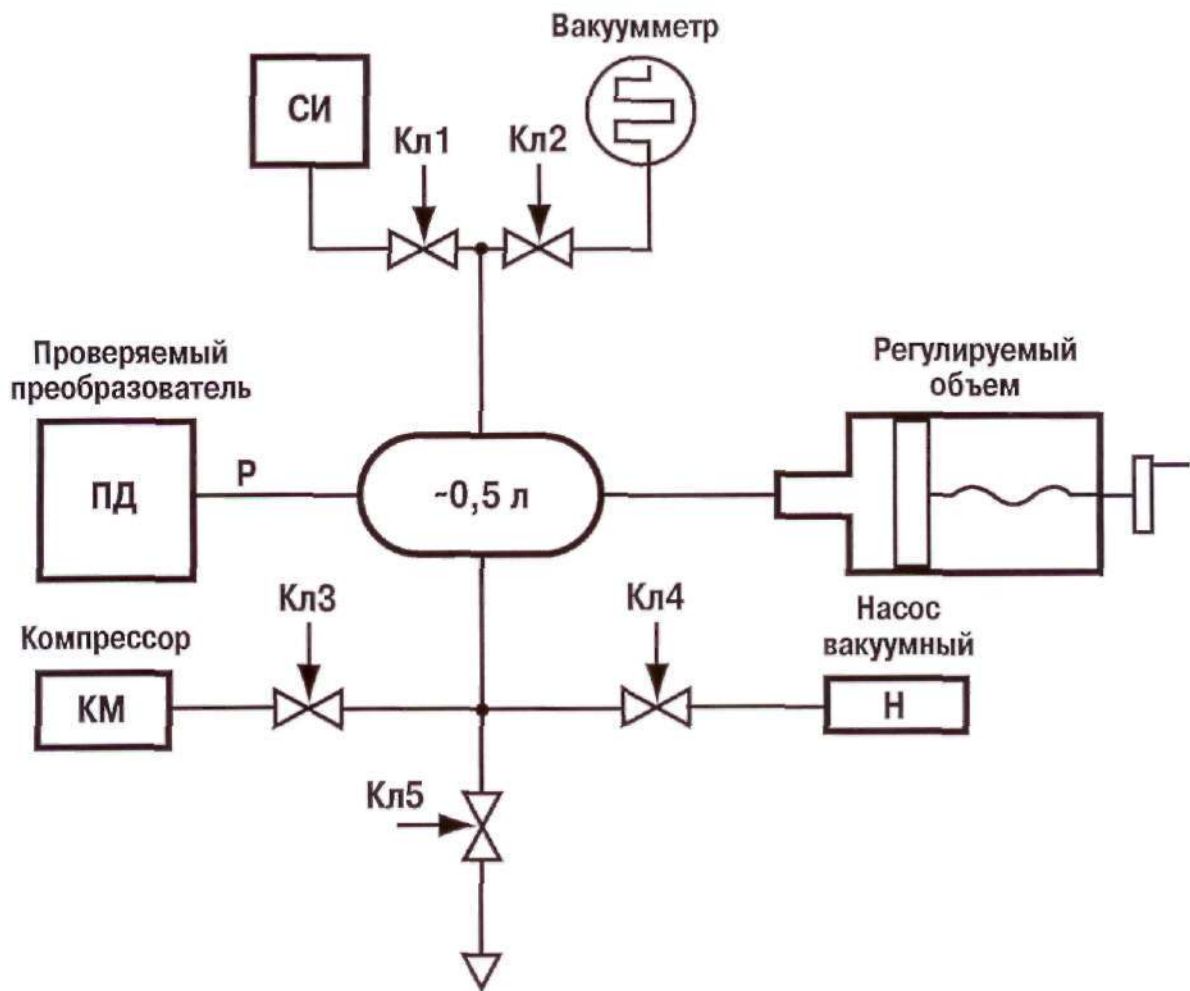 Вакуумметр
СИ
Кл1
Кл2
Проверяемый
преобразователь
Регулируемый
объем
ПД
Р
~0,5 л
Кл3
Кл4
Компрессор
Насос
вакуумный
КМ
Н
Кл5